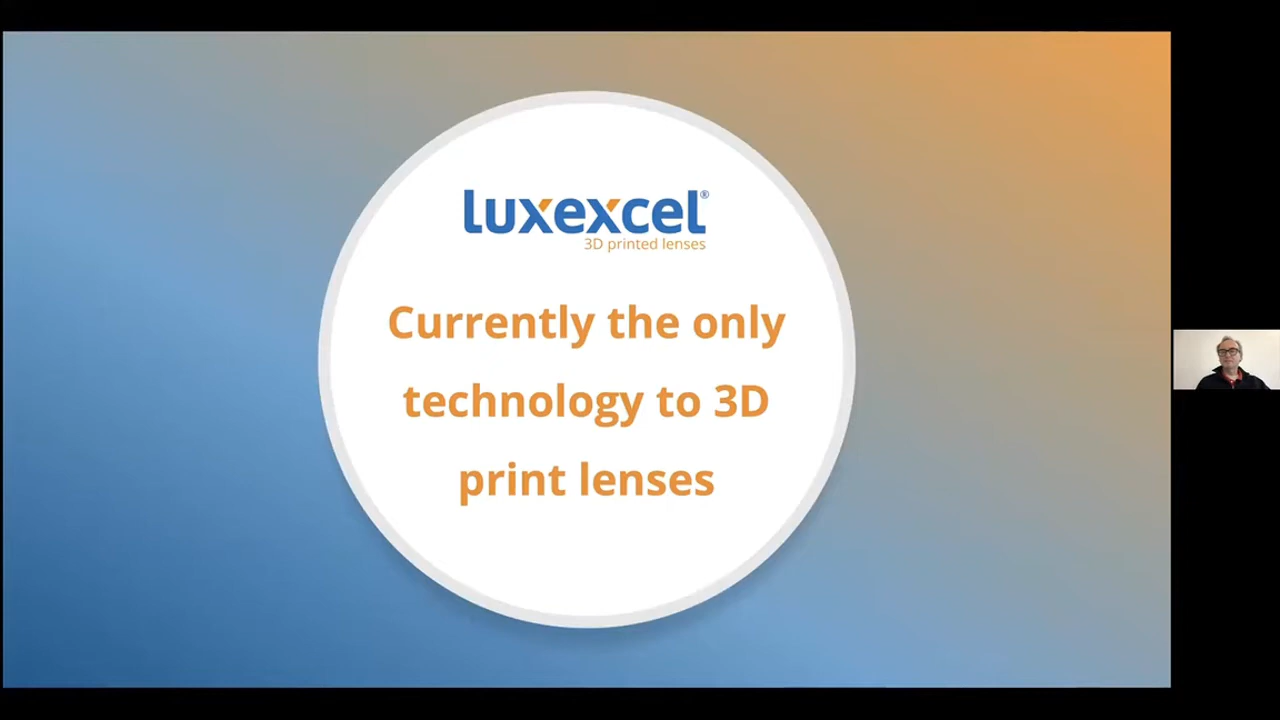 luxexcel®
3D printed lenses
Currently the only
technology to 3D
print lenses